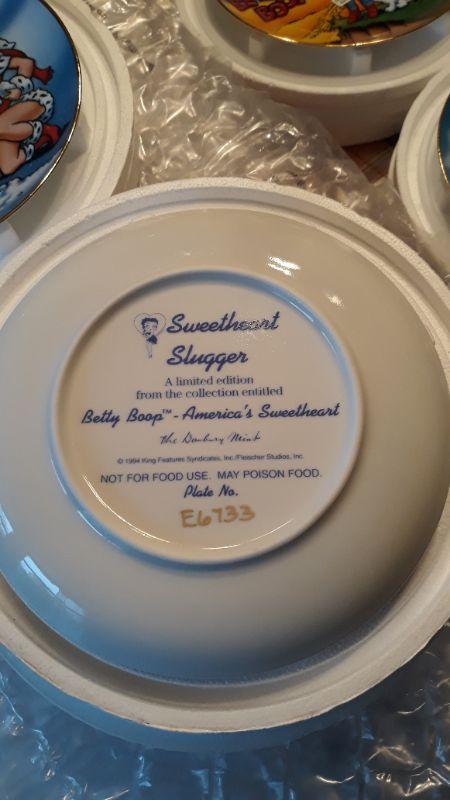 Sweetheart
Slugger
A limited edition
from the collection entitled
Betty Boop™ - America's Sweetheart
The Danbury Mint
© 1994 King Features Syndicates, Inc./Fleischer Studios, Inc.
NOT FOR FOOD USE. MAY POISON FOOD.
Plate No.
E6733